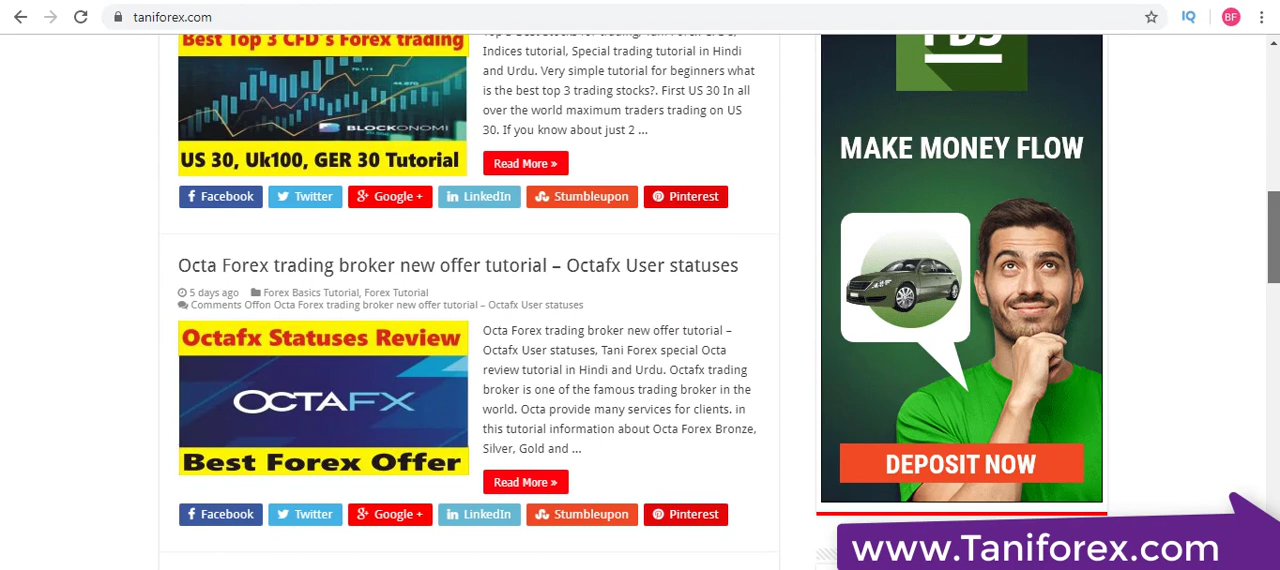 taniforex.com
IQ
BF
Best Top 3 CFD's Forex trading
BLOCKONOMI
US 30, Uk100, GER 30 Tutorial
Indices tutorial, Special trading tutorial in Hindi
and Urdu. Very simple tutorial for beginners what
is the best top 3 trading stocks?. First US 30 In all
over the world maximum traders trading on US
30. If you know about just 2 ...
Read More »
Facebook
Twitter
Google +
LinkedIn
Stumbleupon
Pinterest
Octa Forex trading broker new offer tutorial – Octafx User statuses
5 days ago Forex Basics Tutorial, Forex Tutorial
Comments Offon Octa Forex trading broker new offer tutorial – Octafx User statuses
Octafx Statuses Review
OCTAFX
Best Forex Offer
Octa Forex trading broker new offer tutorial –
Octafx User statuses, Tani Forex special Octa
review tutorial in Hindi and Urdu. Octafx trading
broker is one of the famous trading broker in the
world. Octa provide many services for clients. in
this tutorial information about Octa Forex Bronze,
Silver, Gold and ...
Read More »
Facebook
Twitter
Google +
LinkedIn
Stumbleupon
Pinterest
FBS
MAKE MONEY FLOW
DEPOSIT NOW
www.Taniforex.com